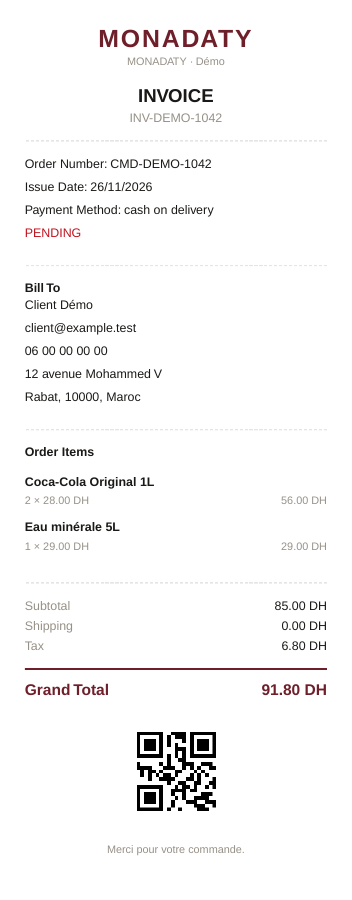 MONADATY
MONADATY · Démo
INVOICE
INV-DEMO-1042
Order Number: CMD-DEMO-1042
Issue Date: 26/11/2026
Payment Method: cash on delivery
PENDING
Bill To
Client Démo
client@example.test
06 00 00 00 00
12 avenue Mohammed V
Rabat, 10000, Maroc
Order Items
Coca-Cola Original 1L
2 × 28.00 DH 56.00 DH
Eau minérale 5L
1 × 29.00 DH 29.00 DH
Subtotal 85.00 DH
Shipping 0.00 DH
Tax 6.80 DH
Grand Total 91.80 DH
Merci pour votre commande.